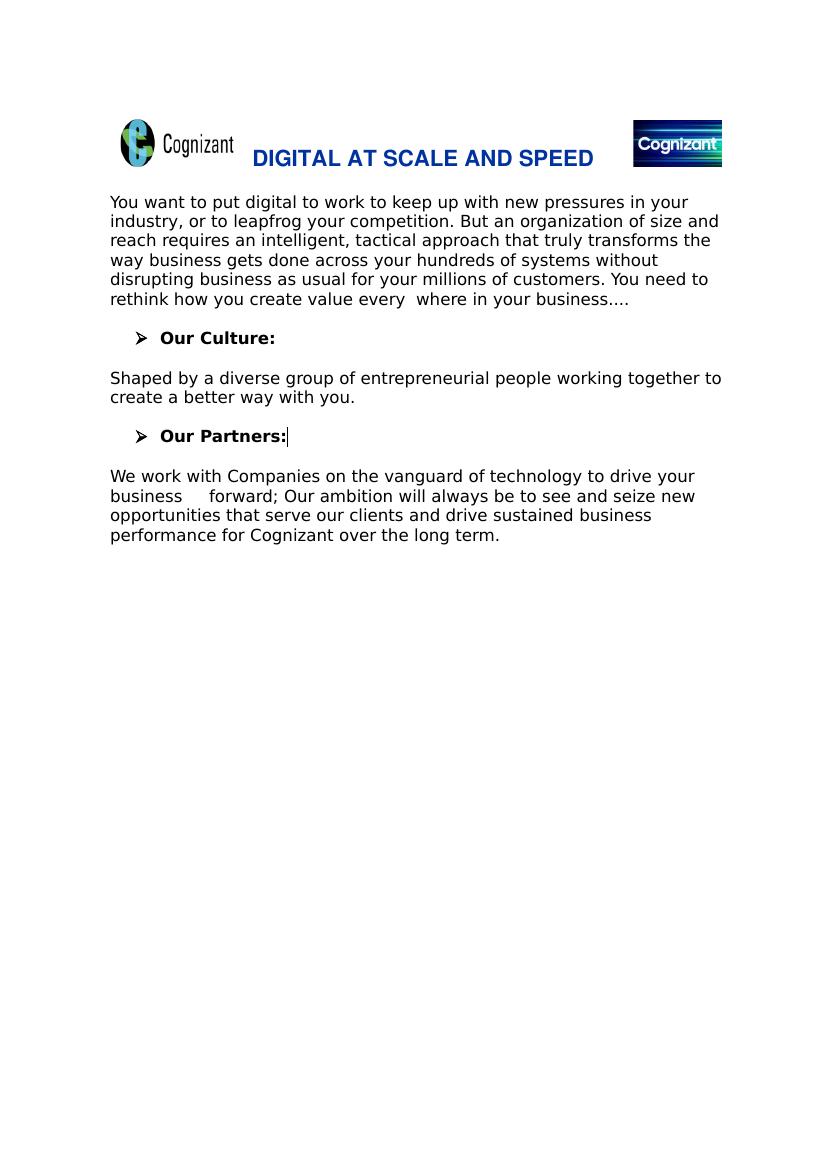 Cognizant
DIGITAL AT SCALE AND SPEED
Cognizant
You want to put digital to work to keep up with new pressures in your
industry, or to leapfrog your competition. But an organization of size and
reach requires an intelligent, tactical approach that truly transforms the
way business gets done across your hundreds of systems without
disrupting business as usual for your millions of customers. You need to
rethink how you create value every  where in your business....
➢ Our Culture:
Shaped by a diverse group of entrepreneurial people working together to
create a better way with you.
➢ Our Partners:
We work with Companies on the vanguard of technology to drive your
business     forward; Our ambition will always be to see and seize new
opportunities that serve our clients and drive sustained business
performance for Cognizant over the long term.